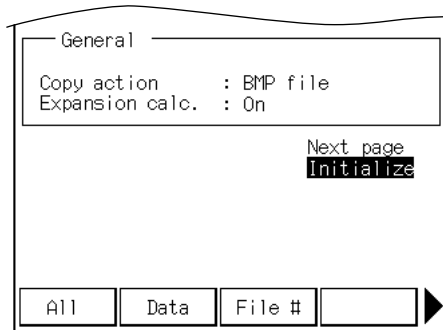 General
Copy action : BMP file
Expansion calc. : On
Next page
Initialize
All Data File #